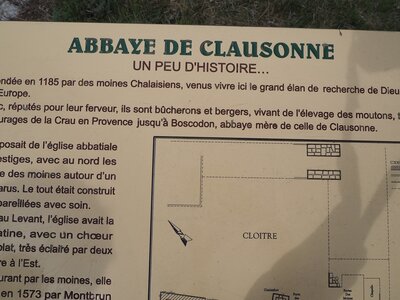 ABBAYE DE CLAUSONNE
UN PEU D'HISTOIRE...
ondée en 1185 par des moines Chalaisiens, venus vivre ici le grand élan de recherche de Dieu
Europe.
c, réputés pour leur ferveur, ils sont bûcherons et bergers, vivant de l'élevage des moutons, t
urages de la Crau en Provence jusqu'à Boscodon, abbaye mère de celle de Clausonne.
posait de l'église abbatiale
estiges, avec au nord les
e des moines autour d'un
arus. Le tout était construit
pareillées avec soin.
au Levant, l'église avait la
atine, avec un chœur
plat, très éclairé par deux
re à l'Est.
urant par les moines, elle
en 1573 par Montbrun
CLOITRE